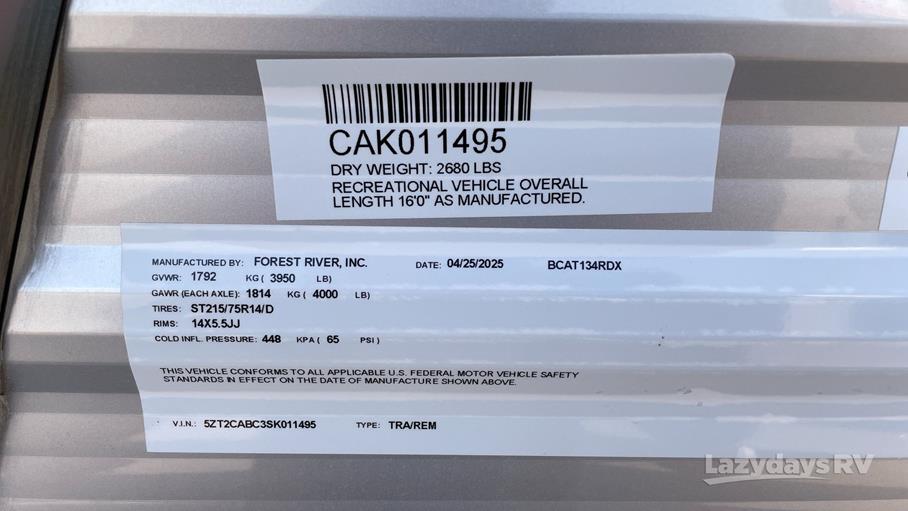 CAK011495
DRY WEIGHT: 2680 LBS
RECREATIONAL VEHICLE OVERALL
LENGTH 16'0" AS MANUFACTURED.
MANUFACTURED BY: FOREST RIVER, INC. DATE: 04/25/2025 BCAT134RDX
GVWR: 1792 KG ( 3950 LB)
GAWR (EACH AXLE): 1814 KG ( 4000 LB)
TIRES: ST215/75R14/D
RIMS: 14X5.5JJ
COLD INFL. PRESSURE: 448 KPA ( 65 PSI)
THIS VEHICLE CONFORMS TO ALL APPLICABLE U.S. FEDERAL MOTOR VEHICLE SAFETY
STANDARDS IN EFFECT ON THE DATE OF MANUFACTURE SHOWN ABOVE.
V.I.N.: 5ZT2CABC3SK011495 TYPE: TRA/REM
Lazydays RV